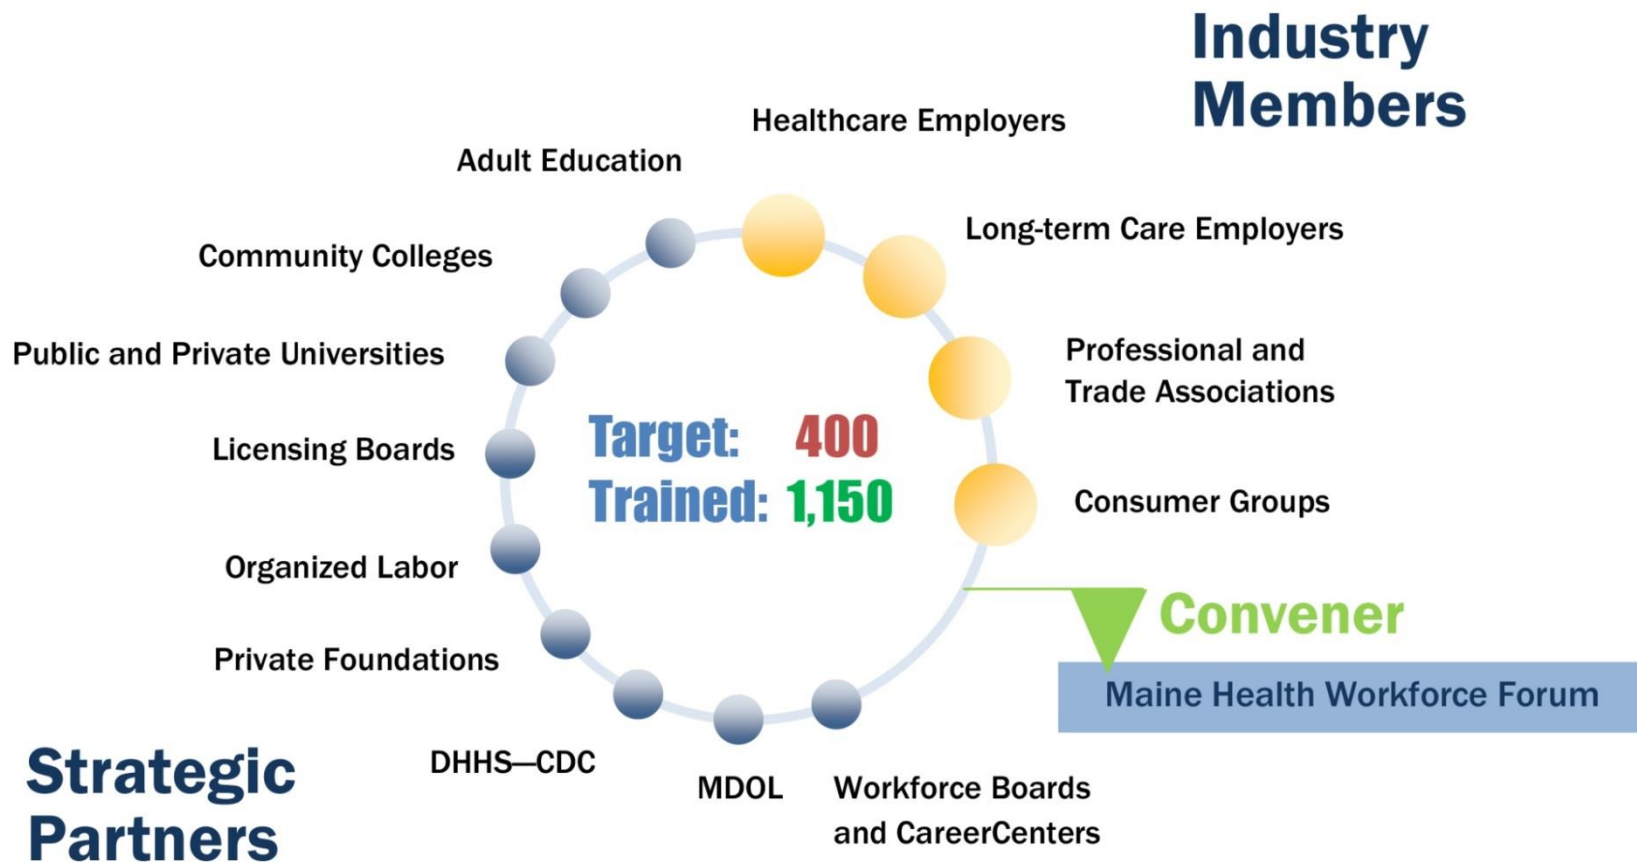 Industry
Members
Healthcare Employers
Adult Education
Long-term Care Employers
Community Colleges
Professional and
Trade Associations
Public and Private Universities
Target: 400
Trained: 1,150
Licensing Boards
Consumer Groups
Organized Labor
Convener
Private Foundations
Maine Health Workforce Forum
Strategic
Partners
DHHS—CDC
MDOL
Workforce Boards
and CareerCenters